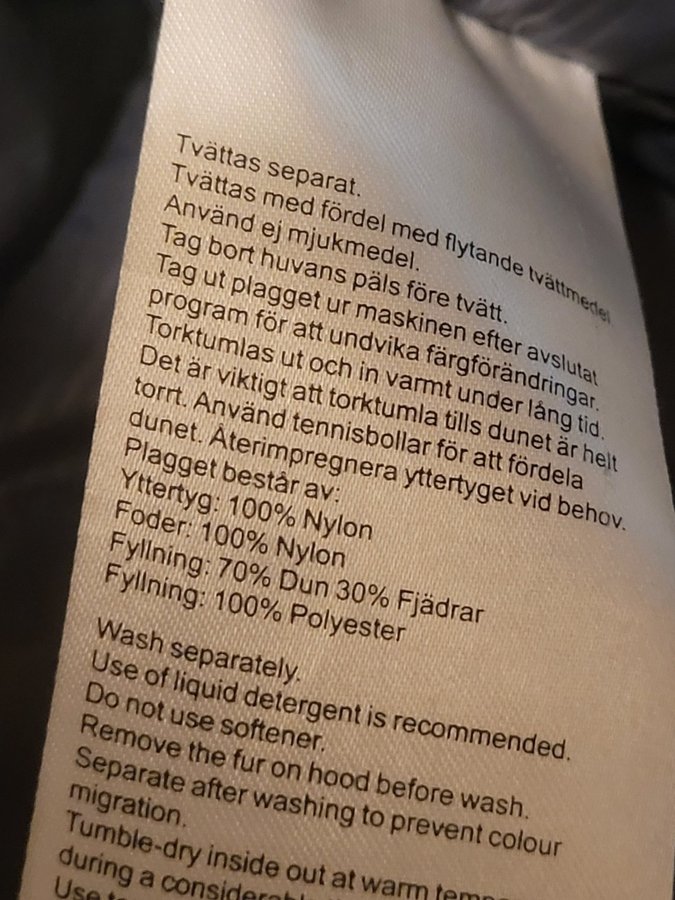 Tvättas separat.
Tvättas med fördel med flytande tvättmedel
Använd ej mjukmedel.
Tag bort huvans päls före tvätt.
Tag ut plagget ur maskinen efter avslutat
program för att undvika färgförändringar.
Torktumlas ut och in varmt under lång tid.
Det är viktigt att torktumla tills dunet är helt
torrt. Använd tennisbollar för att fördela
dunet. Återimpregnera yttertyget vid behov.
Plagget består av:
Yttertyg: 100% Nylon
Foder: 100% Nylon
Fyllning: 70% Dun 30% Fjädrar
Fyllning: 100% Polyester
Wash separately.
Use of liquid detergent is recommended.
Do not use softener.
Remove the fur on hood before wash.
Separate after washing to prevent colour
migration.
Tumble-dry inside out at warm
during a
Use